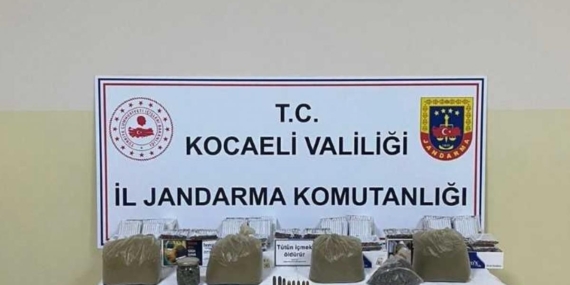 T.C.
KOCAELİ VALİLİĞİ
JANDARMA
İL JANDARMA KOMUTANLIĞI
Tütün içmek
öldürür